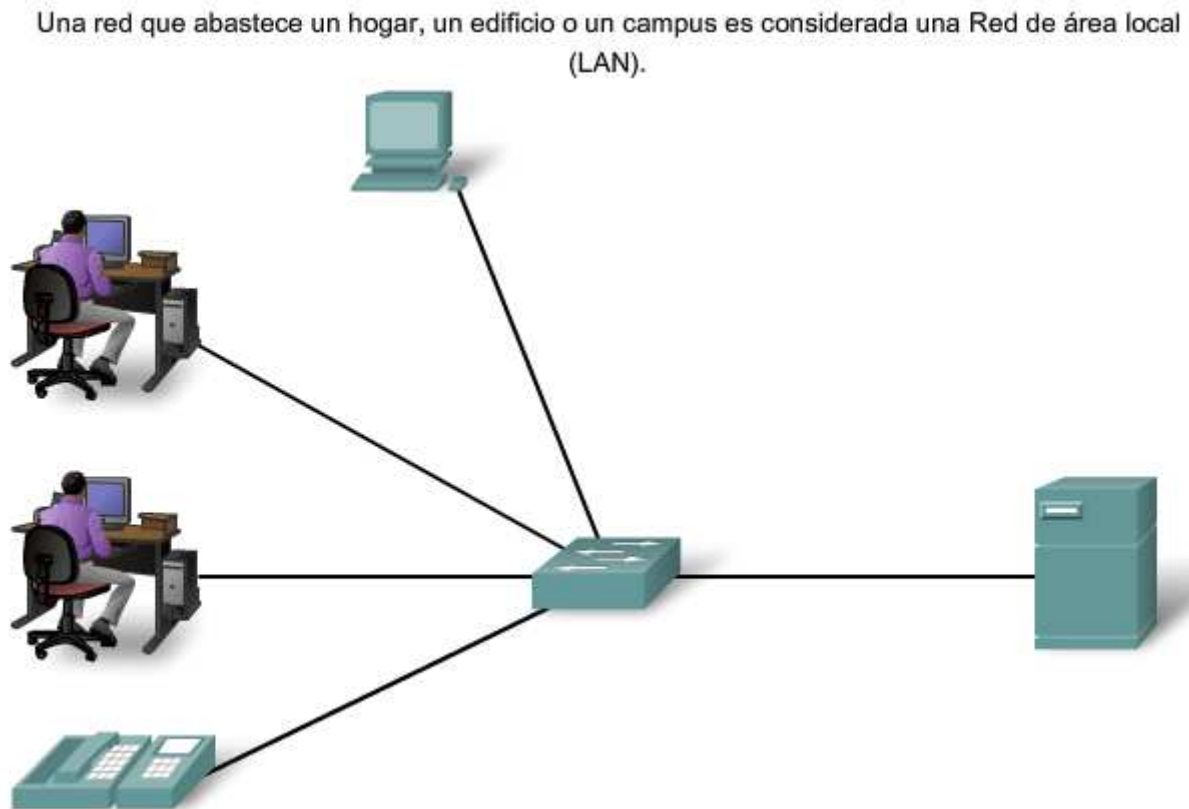 Una red que abastece un hogar, un edificio o un campus es considerada una Red de área local
(LAN).